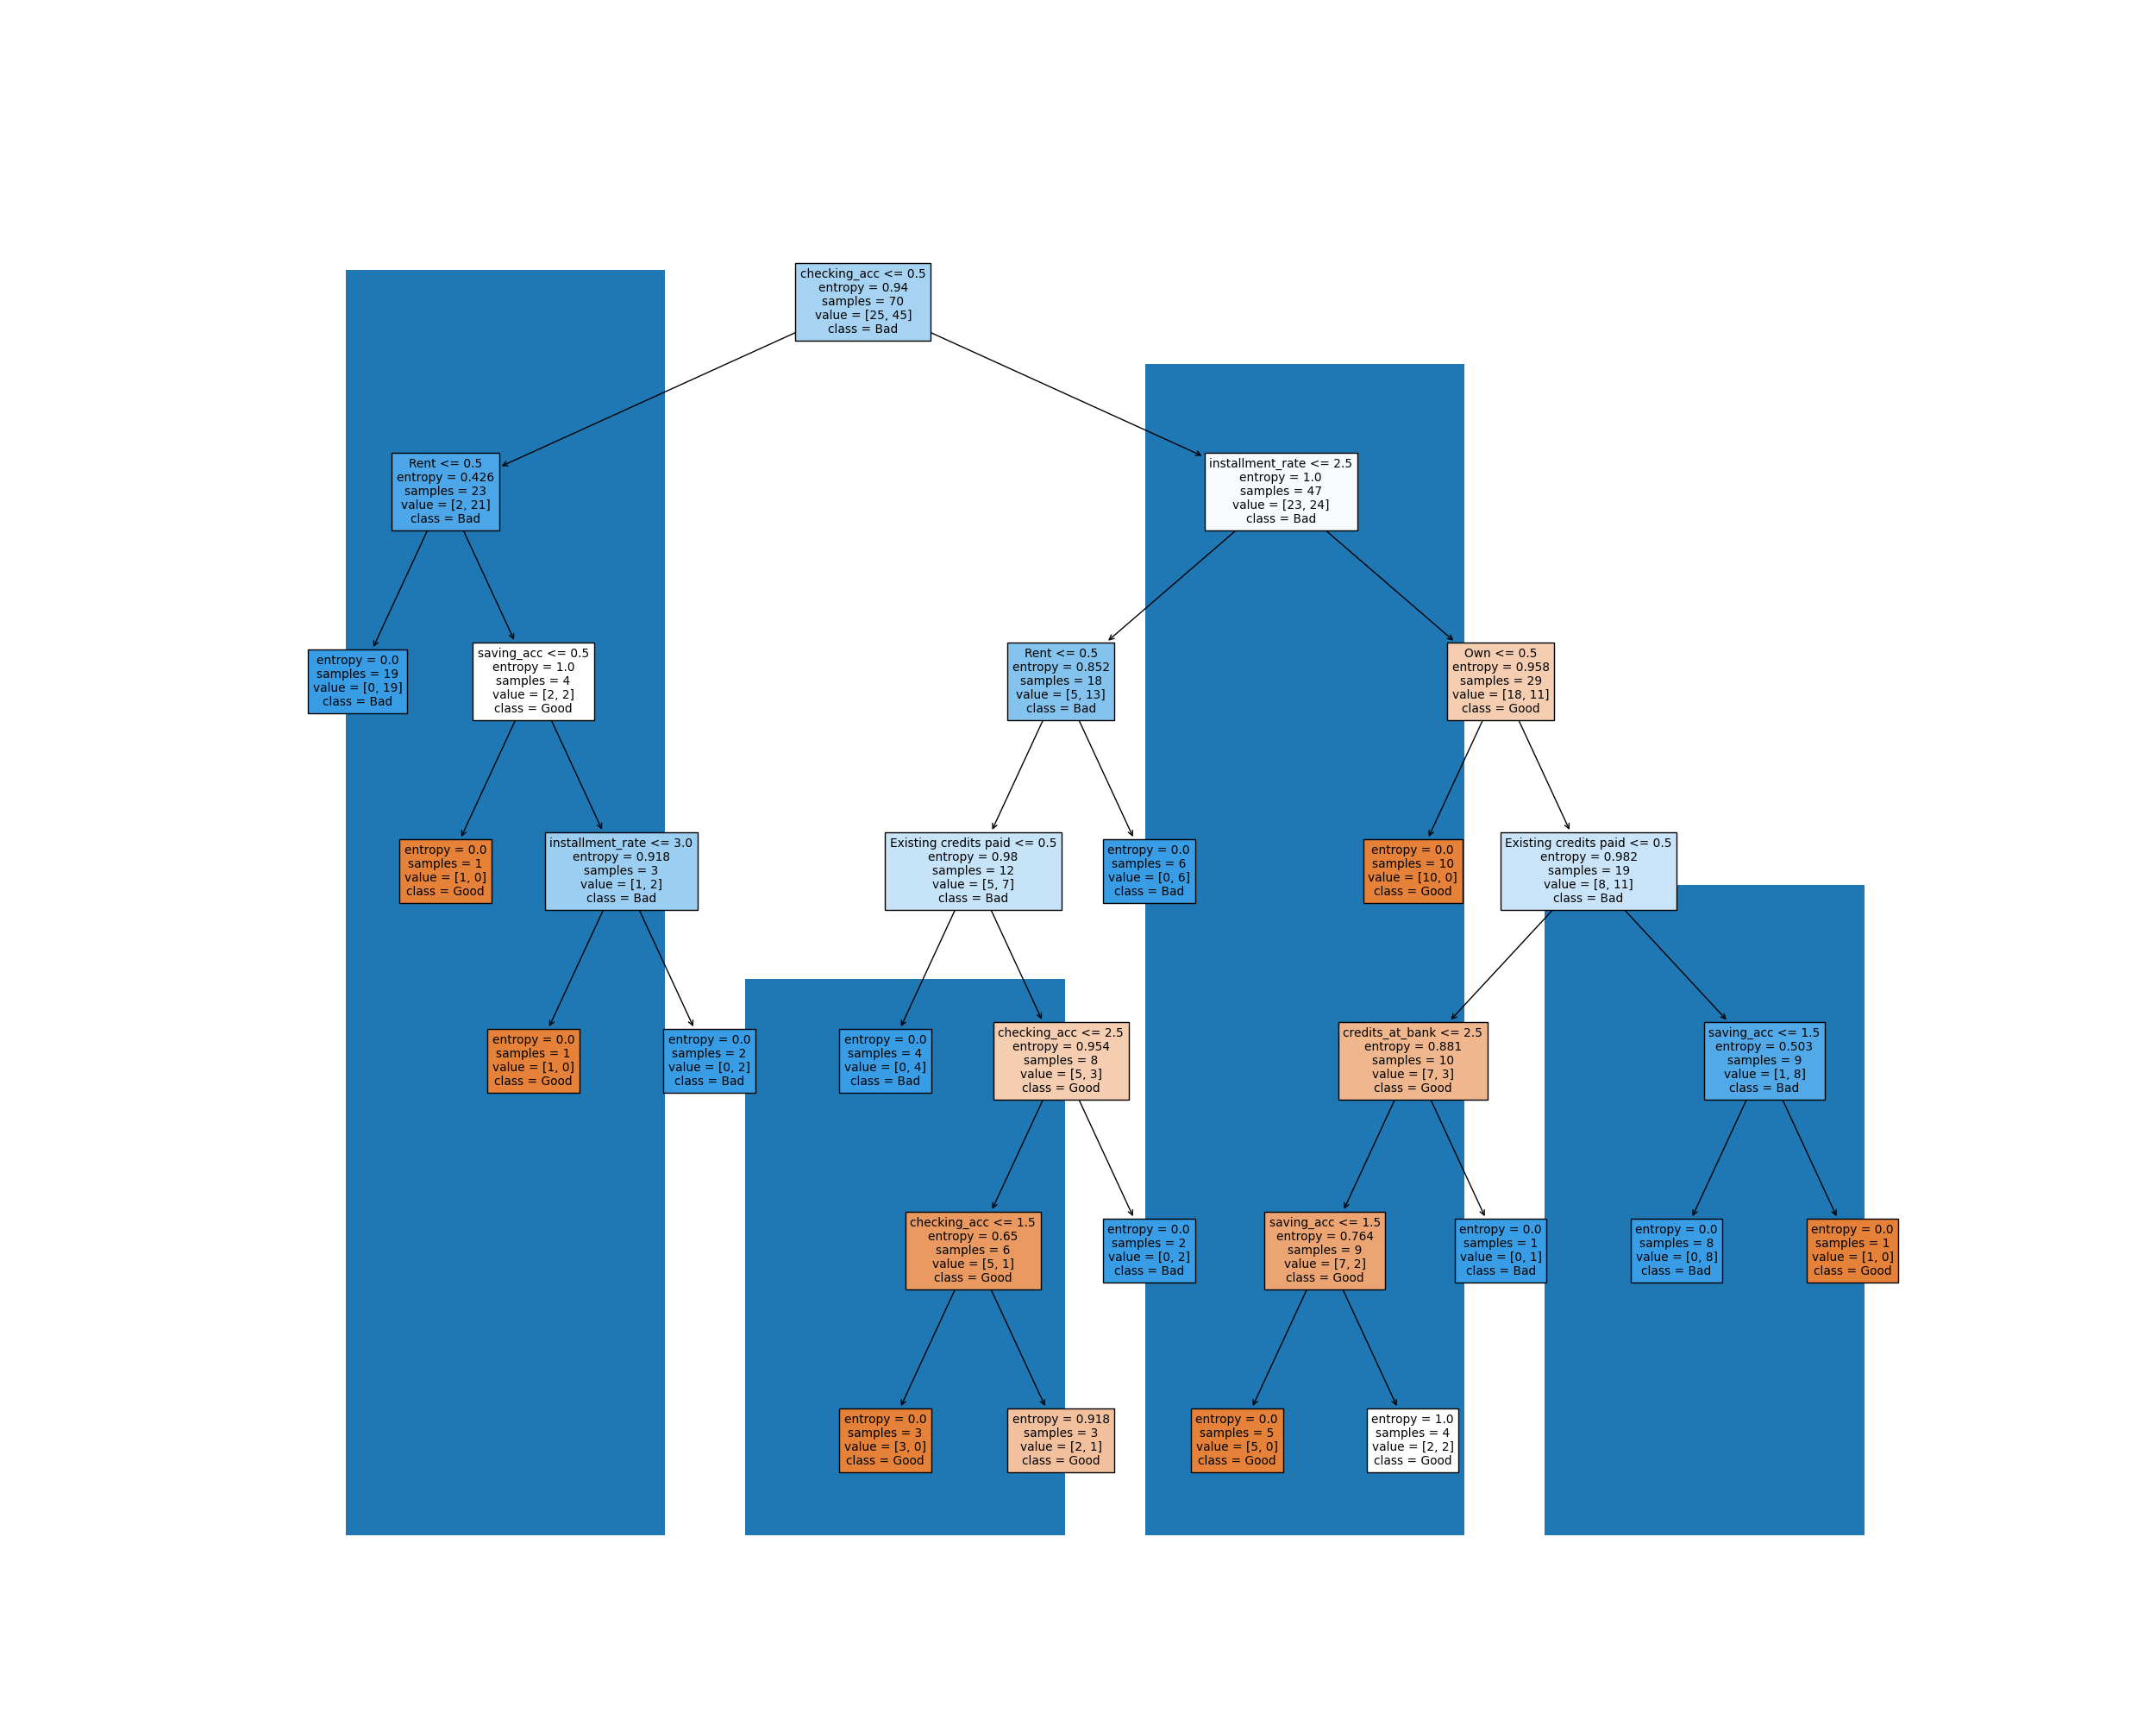 checking_acc <= 0.5
entropy = 0.94
samples = 70
value = [25, 45]
class = Bad
Rent <= 0.5
entropy = 0.426
samples = 23
value = [2, 21]
class = Bad
installment_rate <= 2.5
entropy = 1.0
samples = 47
value = [23, 24]
class = Bad
entropy = 0.0
samples = 19
value = [0, 19]
class = Bad
saving_acc <= 0.5
entropy = 1.0
samples = 4
value = [2, 2]
class = Good
Rent <= 0.5
entropy = 0.852
samples = 18
value = [5, 13]
class = Bad
Own <= 0.5
entropy = 0.958
samples = 29
value = [18, 11]
class = Good
entropy = 0.0
samples = 1
value = [1, 0]
class = Good
installment_rate <= 3.0
entropy = 0.918
samples = 3
value = [1, 2]
class = Bad
Existing credits paid <= 0.5
entropy = 0.98
samples = 12
value = [5, 7]
class = Bad
entropy = 0.0
samples = 6
value = [0, 6]
class = Bad
entropy = 0.0
samples = 10
value = [10, 0]
class = Good
Existing credits paid <= 0.5
entropy = 0.982
samples = 19
value = [8, 11]
class = Bad
entropy = 0.0
samples = 1
value = [1, 0]
class = Good
entropy = 0.0
samples = 2
value = [0, 2]
class = Bad
entropy = 0.0
samples = 4
value = [0, 4]
class = Bad
checking_acc <= 2.5
entropy = 0.954
samples = 8
value = [5, 3]
class = Good
credits_at_bank <= 2.5
entropy = 0.881
samples = 10
value = [7, 3]
class = Good
saving_acc <= 1.5
entropy = 0.503
samples = 9
value = [1, 8]
class = Bad
checking_acc <= 1.5
entropy = 0.65
samples = 6
value = [5, 1]
class = Good
entropy = 0.0
samples = 2
value = [0, 2]
class = Bad
saving_acc <= 1.5
entropy = 0.764
samples = 9
value = [7, 2]
class = Good
entropy = 0.0
samples = 1
value = [0, 1]
class = Bad
entropy = 0.0
samples = 8
value = [0, 8]
class = Bad
entropy = 0.0
samples = 1
value = [1, 0]
class = Good
entropy = 0.0
samples = 3
value = [3, 0]
class = Good
entropy = 0.918
samples = 3
value = [2, 1]
class = Good
entropy = 0.0
samples = 5
value = [5, 0]
class = Good
entropy = 1.0
samples = 4
value = [2, 2]
class = Good